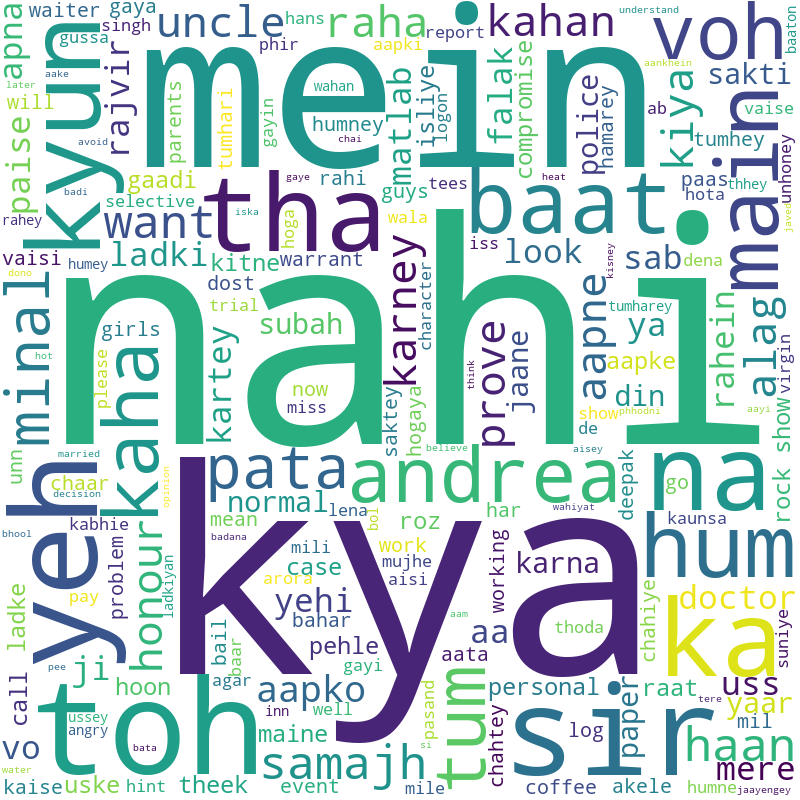 waiter gaya singh hans phir aapki report
uncle raha kahan voh
understand baaton
apna gussa aake later
kyun mein
rajvir parents tumhari gayin
wahan chai humney
matlab isliye logon
falak compromise
police hamarey
kiya ab aankhein
sakti vaise tumhey
main unhoney
will avoid paise
gaadi badi selective
rahey
tha rahi gaye heat
guys tees wala
baat
paas hota thhey javed
want ladki kitne warrant
iska hoga
iss look sab dena kisney
vaisi dono humey
minal
nahi
dost trial subah
character
karney
prove
aapne jaane
ya aapke din
tumharey
rahein
alag
virgin
girls please hot
kaha
kartey
now miss
saktey hogaya
think
show de
phhodni
aayi
rock show
unn married
yeh
chaar
pata
andrea
believe aisey
na
go
deepak
bhool decision kabhie
normal lena
mean bol
roz har
opinion
honour
ladkiyan
problem
kya
badana
mili case
work mujhe aisi
working
wahiyat
kaunsa
hum
karna
doctor
ladke pay
arora
yehi
bahar
aam
thoda
chahiye
ka
suniye
pee
ji
bail baar
pehle
gayi
aa
aata
toh
hoon
agar
aapko
tum
pasand
sir
personal
paper
raat
tere
uss
yaar
call
ussey angry
inn well
maine
chahtey
log
mil
haan
vo
bata
samajh
si
mere
water
kaise uske hint theek event mile coffee akele humne jaayengey